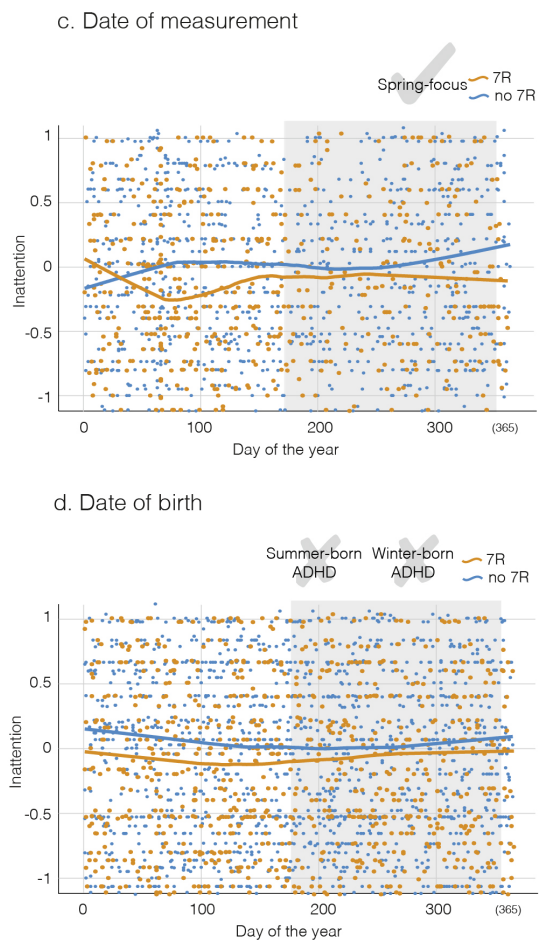 c. Date of measurement
Spring-focus
7R
no 7R
1
0.5
0
-0.5
-1
Inattention
0 100 200 300 (365)
Day of the year
d. Date of birth
Summer-born ADHD
Winter-born ADHD
7R
no 7R
1
0.5
0
-0.5
-1
Inattention
0 100 200 300 (365)
Day of the year